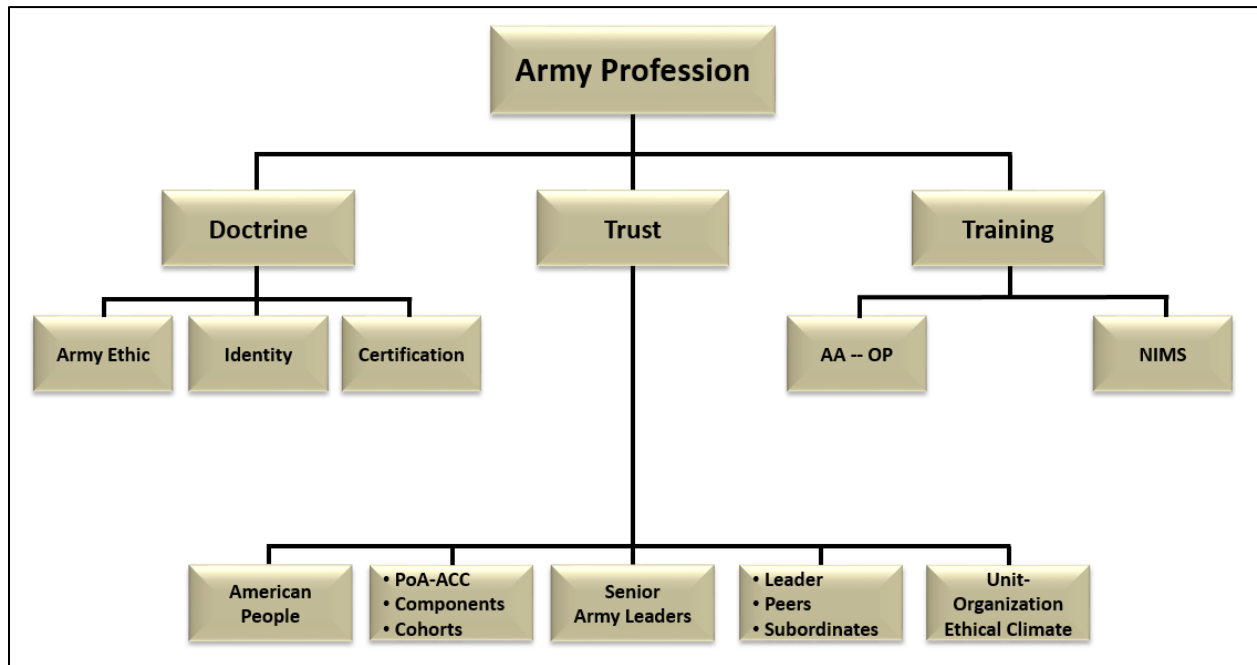 Army Profession
Doctrine
Trust
Training
Army Ethic
Identity
Certification
AA -- OP
NIMS
American
People
• PoA-ACC
• Components
• Cohorts
Senior
Army Leaders
• Leader
• Peers
• Subordinates
Unit-
Organization
Ethical Climate